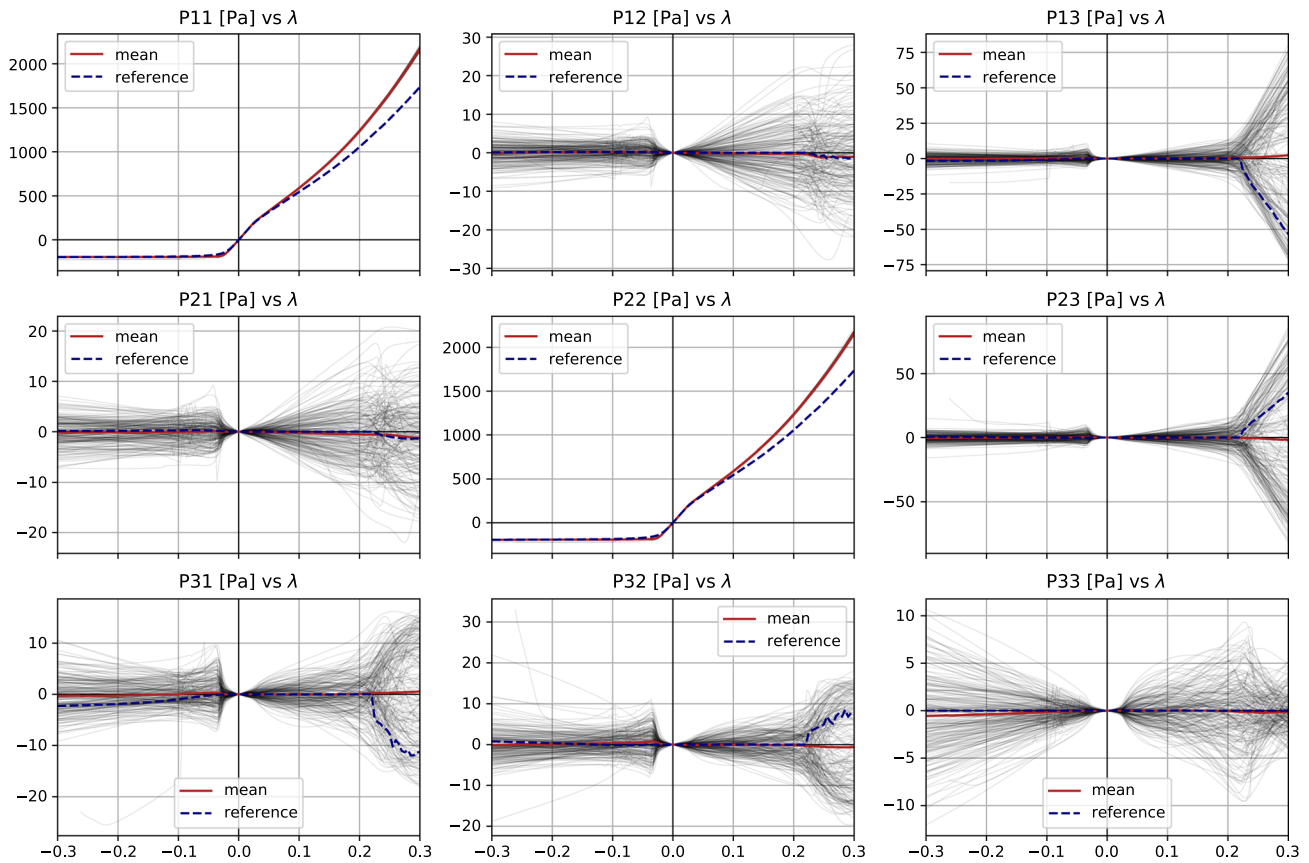 P11 [Pa] vs λ
P12 [Pa] vs λ
P13 [Pa] vs λ
2000
1500
1000
500
0
mean
reference
30
20
10
0
−10
−20
−30
mean
reference
75
50
25
0
−25
−50
−75
mean
reference
P21 [Pa] vs λ
P22 [Pa] vs λ
P23 [Pa] vs λ
20
10
0
−10
−20
mean
reference
2000
1500
1000
500
0
mean
reference
50
0
−50
mean
reference
P31 [Pa] vs λ
P32 [Pa] vs λ
P33 [Pa] vs λ
10
0
−10
−20
mean
reference
−0.3 −0.2 −0.1 0.0 0.1 0.2 0.3
30
20
10
0
−10
−20
mean
reference
−0.3 −0.2 −0.1 0.0 0.1 0.2 0.3
10
5
0
−5
−10
mean
reference
−0.3 −0.2 −0.1 0.0 0.1 0.2 0.3